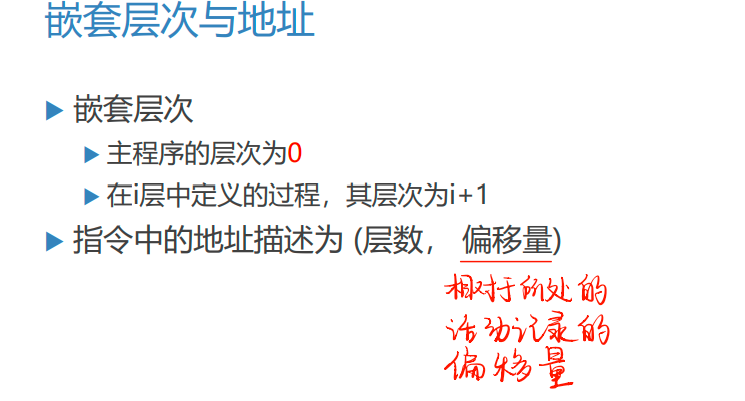 嵌套层次与地址
嵌套层次
主程序的层次为0
在i层中定义的过程，其层次为i+1
指令中的地址描述为 (层数， 偏移量)
相对于所处的
活动记录的
偏移量